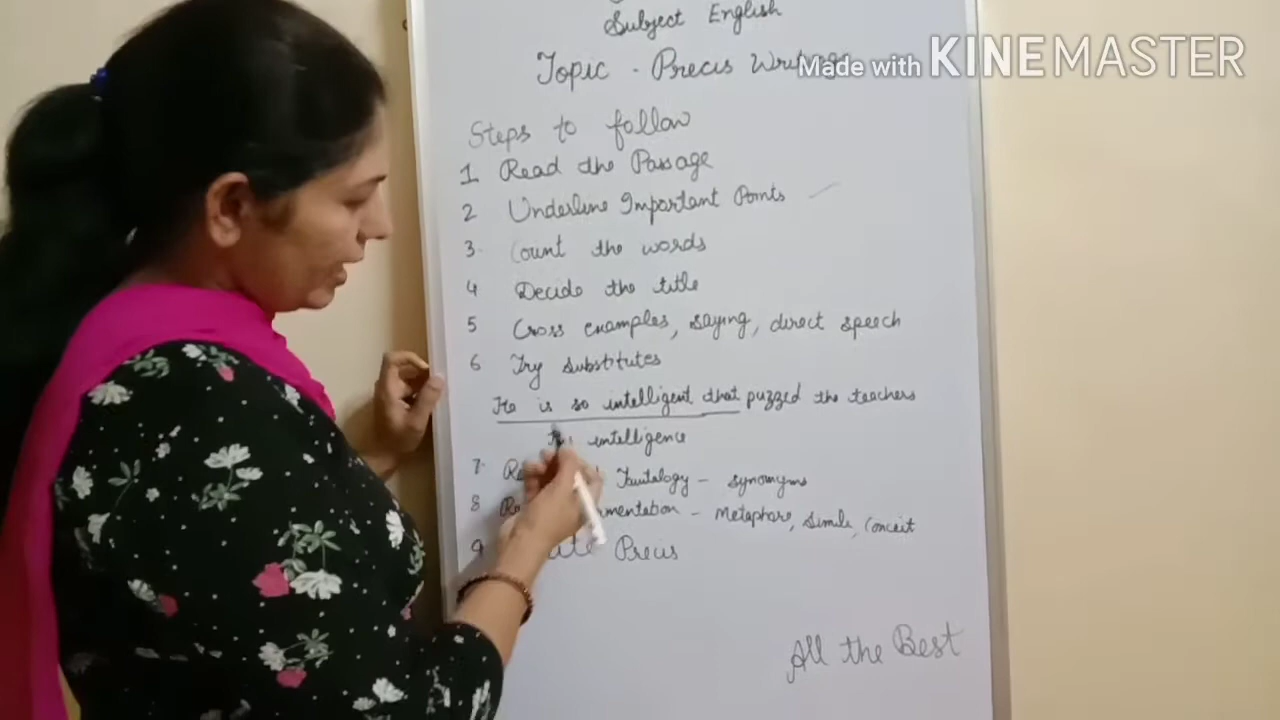 Subject English
Topic - Precis
Made with KINEMASTER
Steps to follow
1 Read the Passage
2 Underline Important Points
3. Count the words
4 Decide the title
5 Cross examples, saying, direct speech
6 Try substitutes
He is so intelligent that puzzed the teachers
intelligence
7. Tautology - synonyms
8 - Metaphore, Simile, Conceit
9 Precis
All the Best